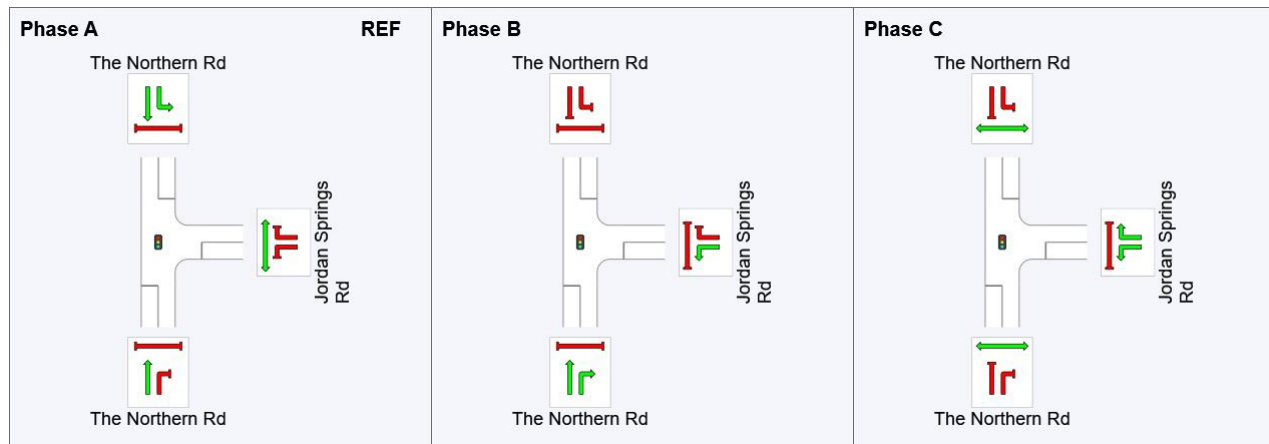 Phase A
REF
The Northern Rd
Jordan Springs
Rd
The Northern Rd
Phase B
The Northern Rd
Jordan Springs
Rd
The Northern Rd
Phase C
The Northern Rd
Jordan Springs
Rd
The Northern Rd